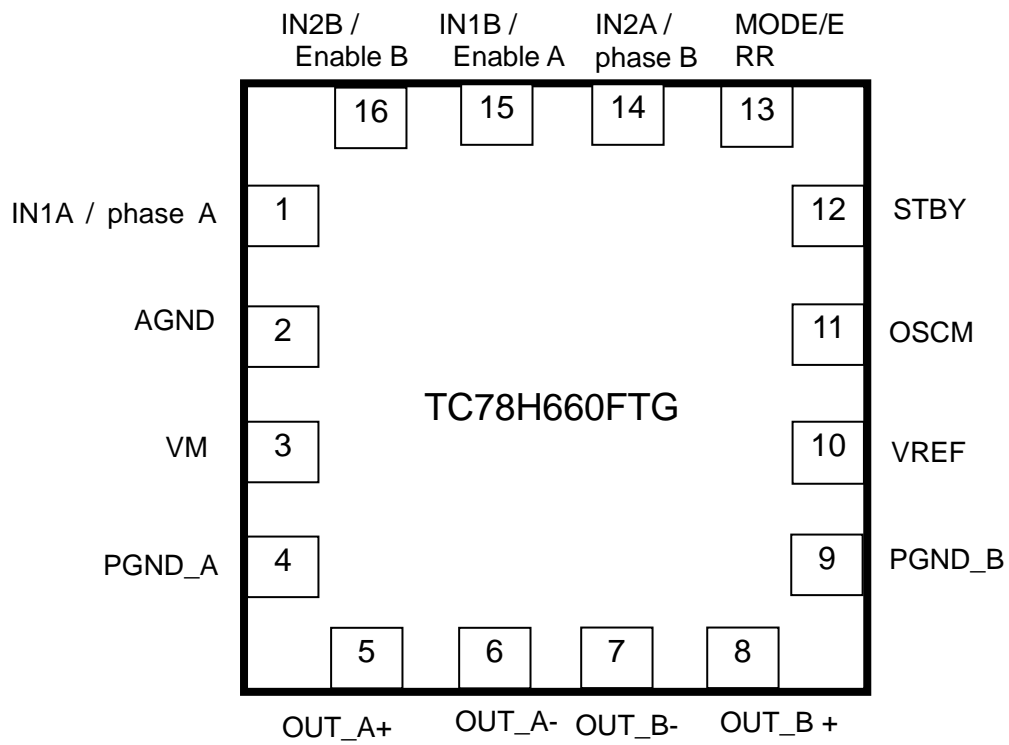 IN2B /
Enable B
IN1B /
Enable A
IN2A /
phase B
MODE/E
RR
16
15
14
13
IN1A / phase A
1
12
STBY
AGND
2
11
OSCM
TC78H660FTG
VM
3
10
VREF
PGND_A
4
9
PGND_B
5
6
7
8
OUT_A+
OUT_A-
OUT_B-
OUT_B +